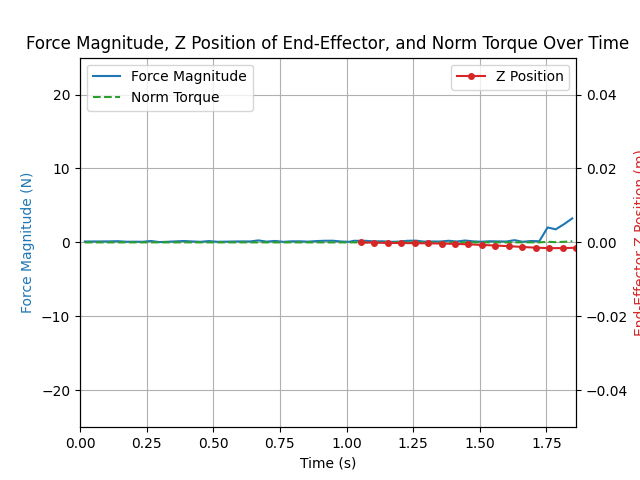 Force Magnitude, Z Position of End-Effector, and Norm Torque Over Time
Force Magnitude
Norm Torque
Z Position
Force Magnitude (N)
20
10
0
−10
−20
0.04
0.02
0.00
−0.02
−0.04
End-Effector Z Position (m)
0.00 0.25 0.50 0.75 1.00 1.25 1.50 1.75
Time (s)